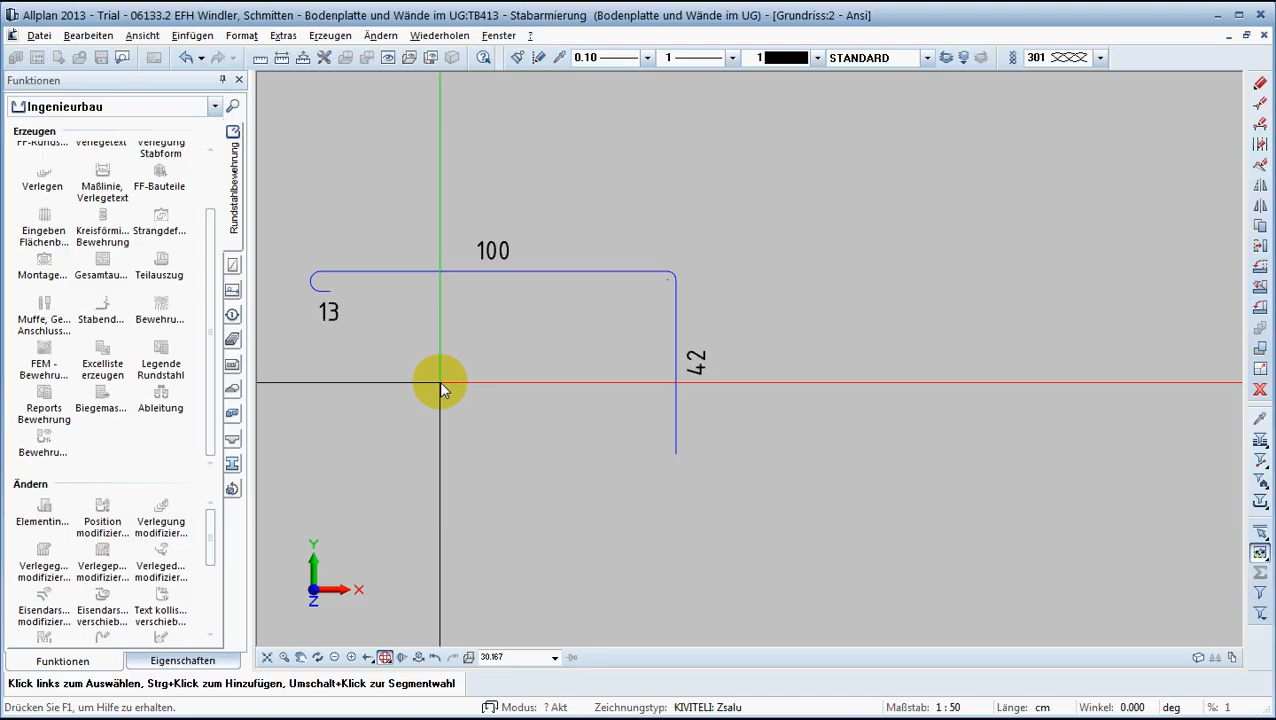 Allplan 2013 - Trial - 06133.2 EFH Windler, Schmitten - Bodenplatte und Wände im UG:TB413 - Stabarmierung (Bodenplatte und Wände im UG) - [Grundriss:2 - Ansi]
Datei Bearbeiten Ansicht Einfügen Format Extras Erzeugen Ändern Wiederholen Fenster ?
0.10 1 1 STANDARD 301
Funktionen
Ingenieurbau
Erzeugen
Rundstahlbewehrung
FF-Runds... Verlegetext Verlegung Stabform
Verlegen Maßlinie, Verlegetext FF-Bauteile
Eingeben Flächenb... Kreisförmi... Bewehrung Strangdef...
Montage... Gesamtau... Teilauszug
Muffe, Ge... Anschluss... Stabend... Bewehru...
FEM - Bewehru... Excelliste erzeugen Legende Rundstahl
Reports Bewehrung Biegemas... Ableitung
Bewehru...
Ändern
Elementin... Position modifizier... Verlegung modifizier...
Verlegeg... modifizier... Verlegep... modifizier... Verleged... modifizier...
Eisendars... modifizier... Eisendars... verschieb... Text kollis... verschieb...
100
13
42
Y
X
Z
Funktionen Eigenschaften
30.167
Klick links zum Auswählen, Strg+Klick zum Hinzufügen, Umschalt+Klick zur Segmentwahl
Drücken Sie F1, um Hilfe zu erhalten. Modus: ? Akt Zeichnungstyp: KIVITELI: Zsalu Maßstab: 1 : 50 Länge: cm Winkel: 0.000 deg %: 1